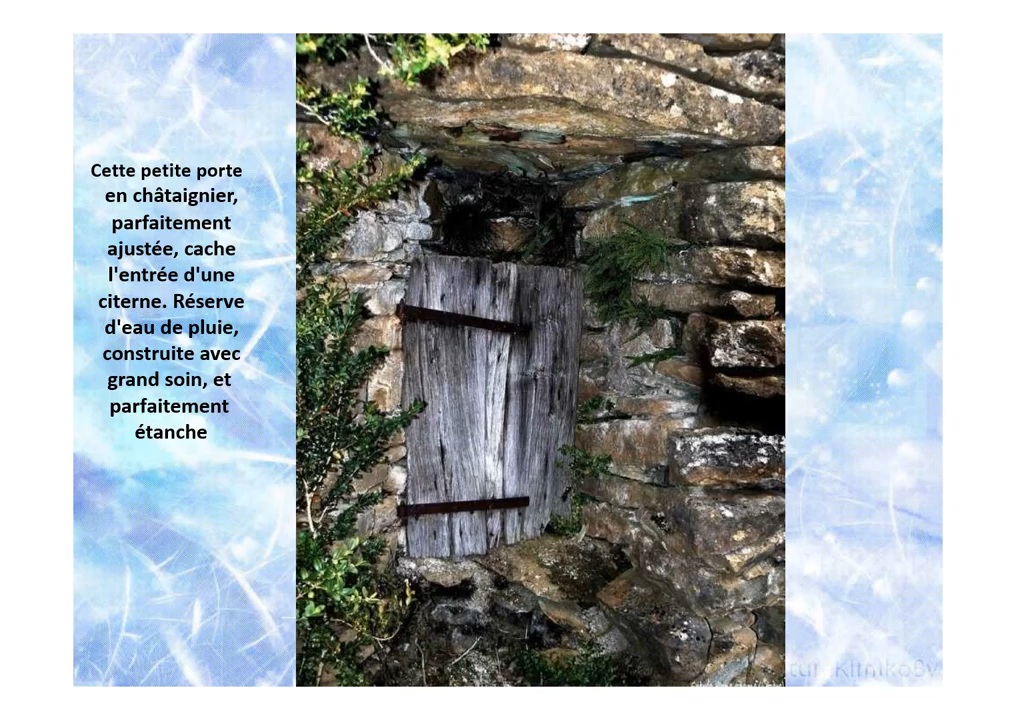 Cette petite porte
en châtaignier,
parfaitement
ajustée, cache
l'entrée d'une
citerne. Réserve
d'eau de pluie,
construite avec
grand soin, et
parfaitement
étanche